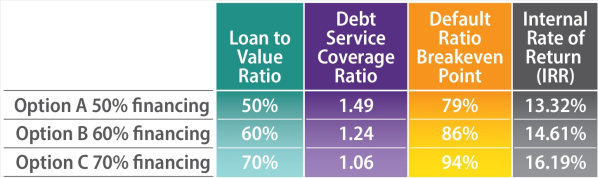 Loan to
Value
Ratio
Debt
Service
Coverage
Ratio
Default
Ratio
Breakeven
Point
Internal
Rate of
Return
(IRR)
Option A 50% financing 50% 1.49 79% 13.32%
Option B 60% financing 60% 1.24 86% 14.61%
Option C 70% financing 70% 1.06 94% 16.19%